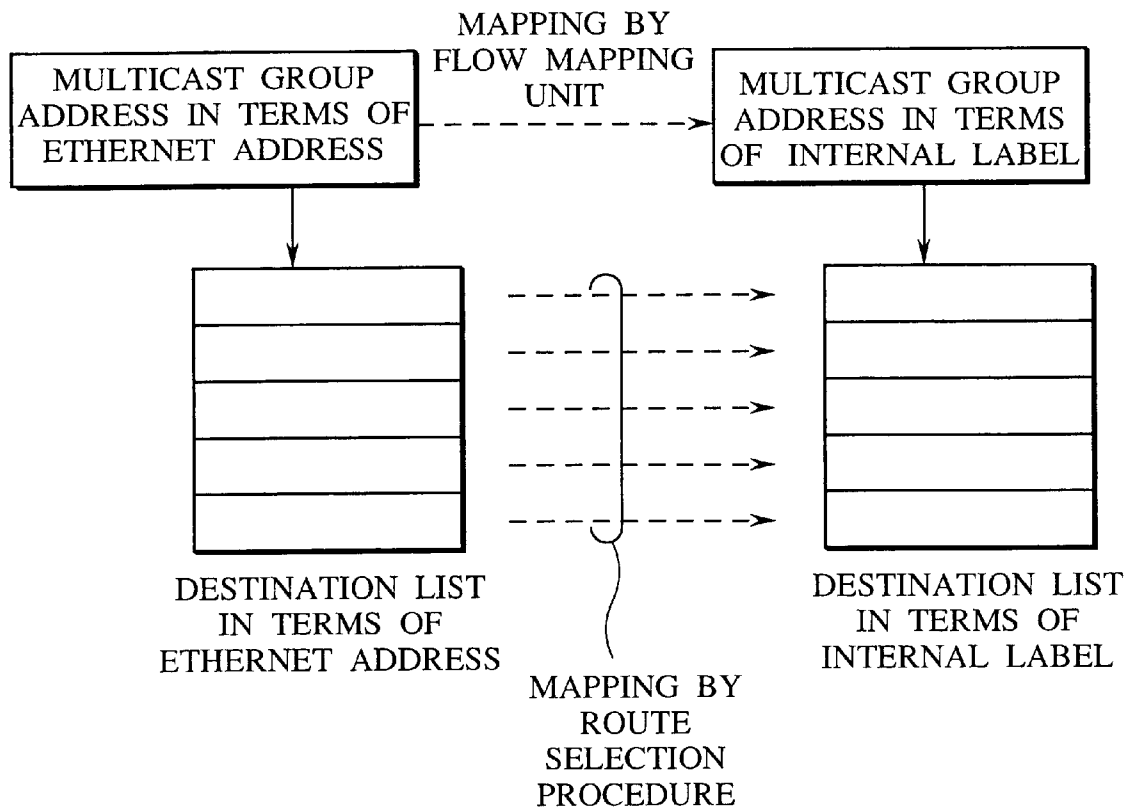 MAPPING BY
FLOW MAPPING
UNIT
MULTICAST GROUP
ADDRESS IN TERMS OF
ETHERNET ADDRESS
MULTICAST GROUP
ADDRESS IN TERMS
OF INTERNAL LABEL
DESTINATION LIST
IN TERMS OF
ETHERNET ADDRESS
DESTINATION LIST
IN TERMS OF
INTERNAL LABEL
MAPPING BY
ROUTE
SELECTION
PROCEDURE